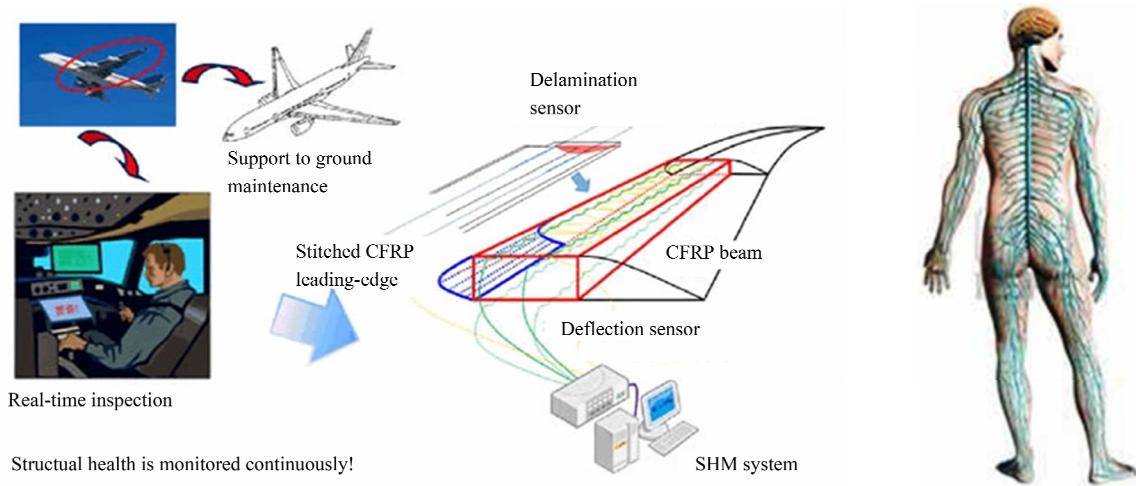 Delamination
sensor
Support to ground
maintenance
Stitched CFRP
leading-edge
CFRP beam
Deflection sensor
Real-time inspection
Structual health is monitored continuously!
SHM system